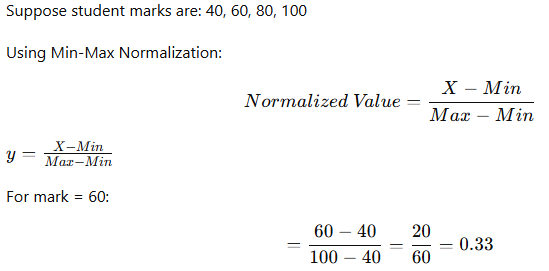 Suppose student marks are: 40, 60, 80, 100
Using Min-Max Normalization:
Normalized Value = \frac{X - Min}{Max - Min}
y = \frac{X-Min}{Max-Min}
For mark = 60:
= \frac{60 - 40}{100 - 40} = \frac{20}{60} = 0.33